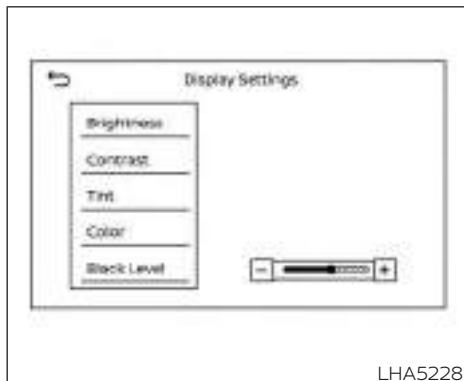 Display Settings
Brightness
Contrast
Tint
Color
Black Level
- +
LHA5228